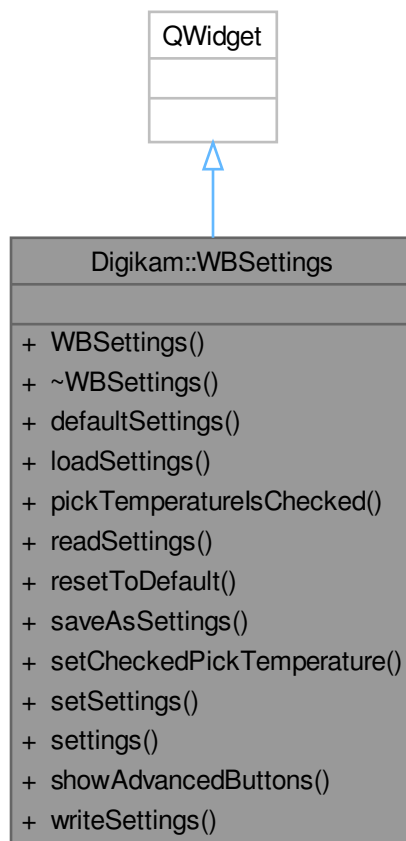 QWidget
Digikam::WBSettings
+ WBSettings()
+ ~WBSettings()
+ defaultSettings()
+ loadSettings()
+ pickTemperatureIsChecked()
+ readSettings()
+ resetToDefault()
+ saveAsSettings()
+ setCheckedPickTemperature()
+ setSettings()
+ settings()
+ showAdvancedButtons()
+ writeSettings()